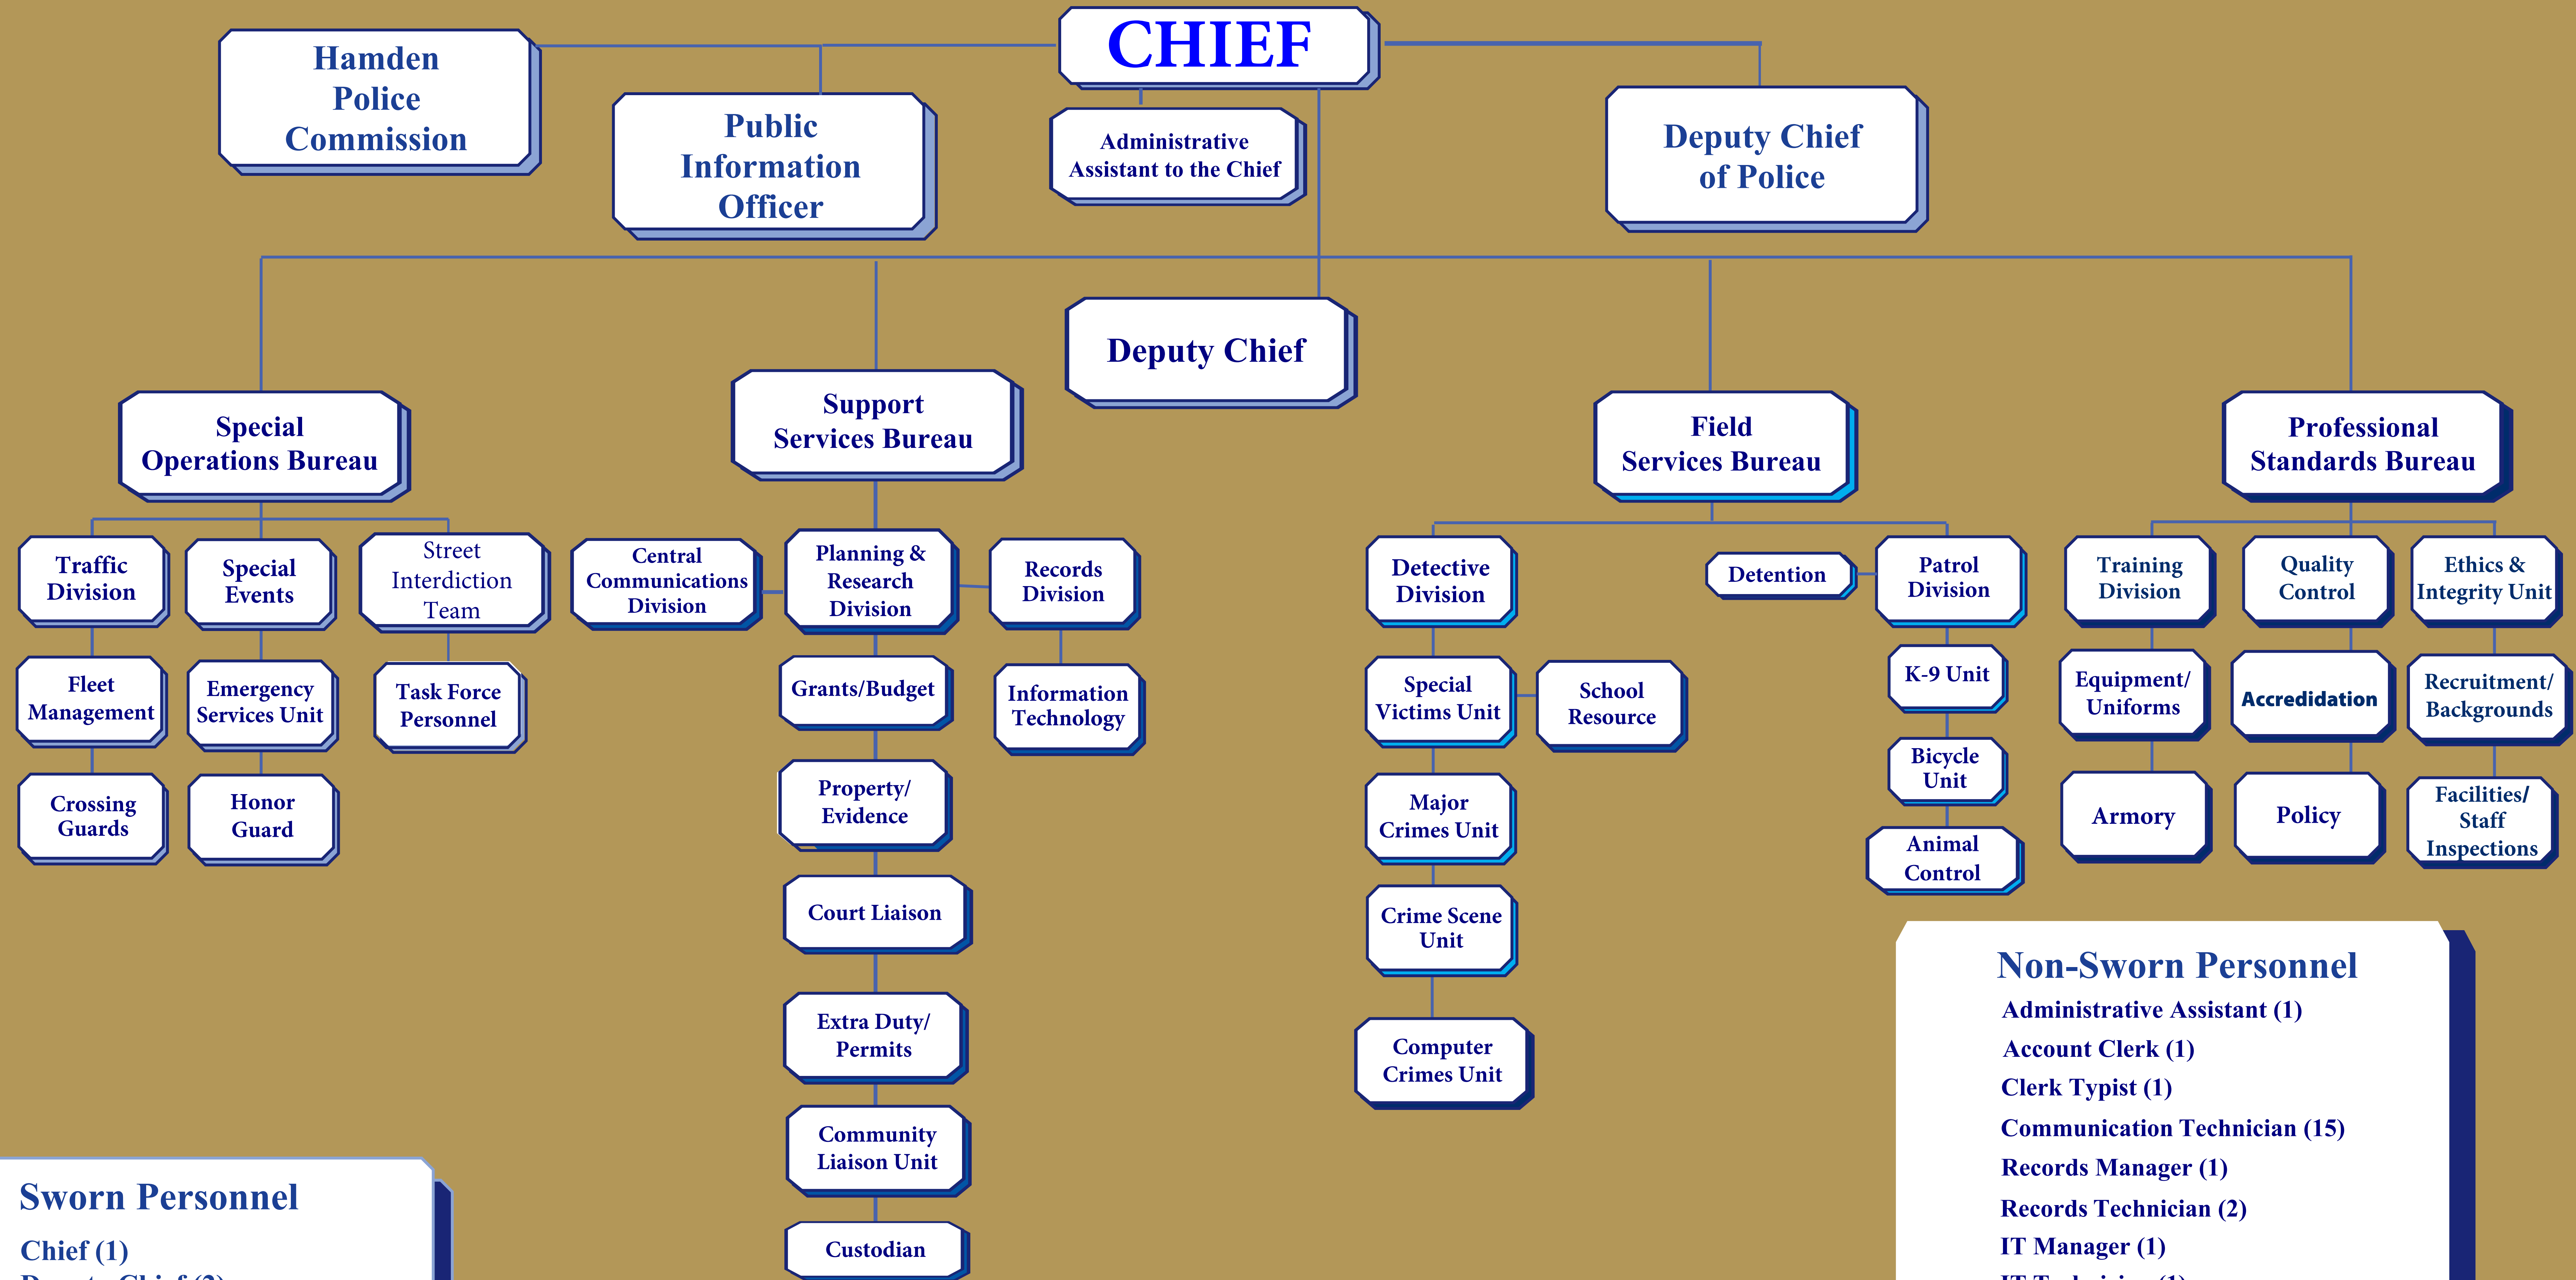 CHIEF
Hamden
Police
Commission
Public
Information
Officer
Administrative
Assistant to the Chief
Deputy Chief
of Police
Deputy Chief
Special
Operations Bureau
Support
Services Bureau
Field
Services Bureau
Professional
Standards Bureau
Traffic
Division
Special
Events
Street
Interdiction
Team
Central
Communications
Division
Planning &
Research
Division
Records
Division
Detective
Division
Detention
Patrol
Division
Training
Division
Quality
Control
Ethics &
Integrity Unit
Fleet
Management
Emergency
Services Unit
Task Force
Personnel
Grants/Budget
Information
Technology
Special
Victims Unit
School
Resource
K-9 Unit
Equipment/
Uniforms
Accredidation
Recruitment/
Backgrounds
Crossing
Guards
Honor
Guard
Property/
Evidence
Major
Crimes Unit
Bicycle
Unit
Armory
Policy
Facilities/
Staff
Inspections
Animal
Control
Court Liaison
Crime Scene
Unit
Extra Duty/
Permits
Computer
Crimes Unit
Community
Liaison Unit
Custodian
Sworn Personnel
Chief (1)
Deputy Chief (2)
Non-Sworn Personnel
Administrative Assistant (1)
Account Clerk (1)
Clerk Typist (1)
Communication Technician (15)
Records Manager (1)
Records Technician (2)
IT Manager (1)
IT Technician (1)